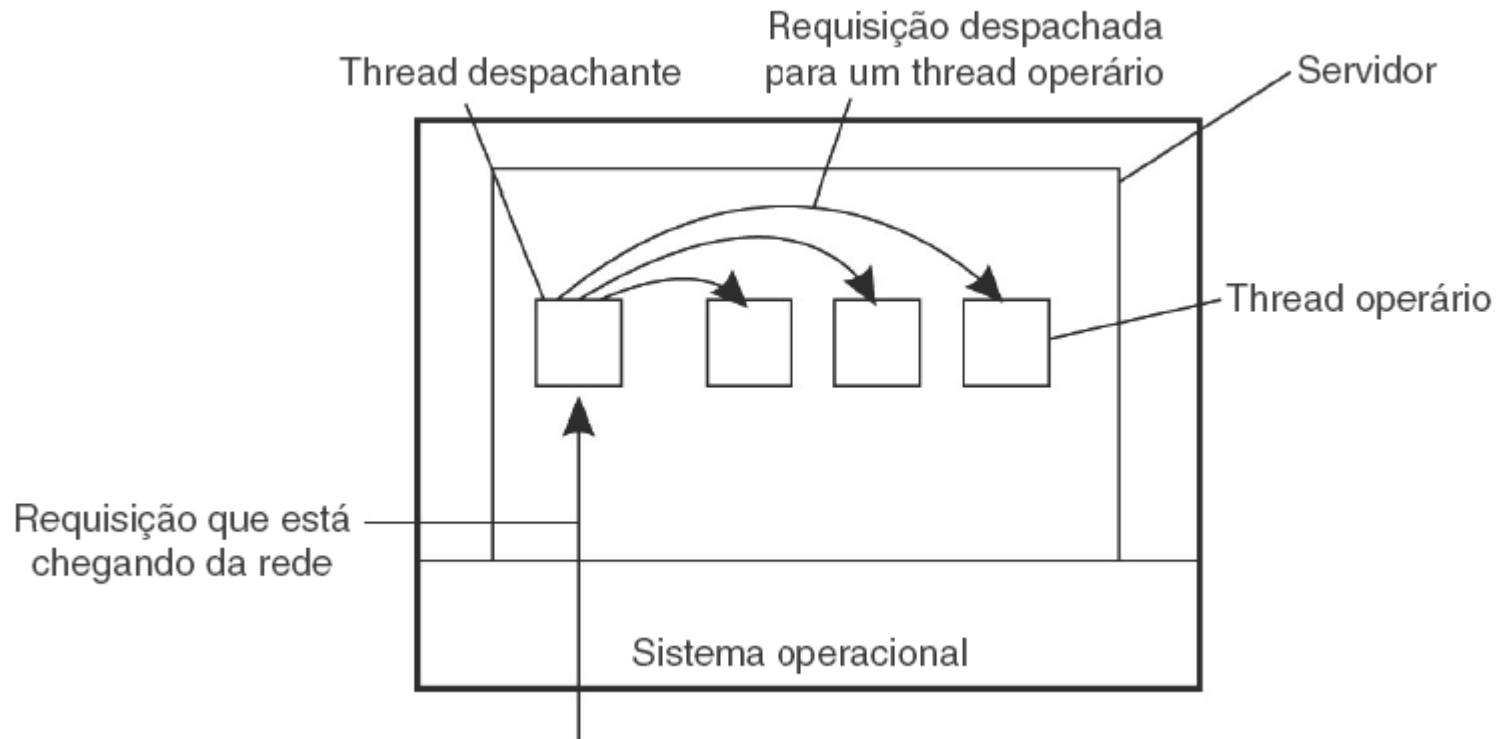 Requisição despachada
para um thread operário
Thread despachante
Servidor
Thread operário
Requisição que está
chegando da rede
Sistema operacional